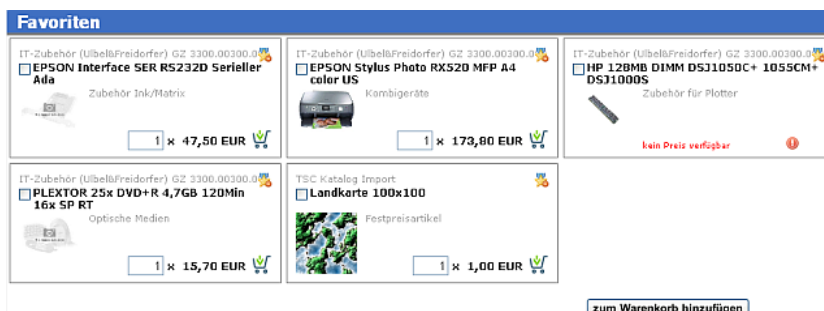 Favoriten
IT-Zubehör (Ulbel&Freidorfer) GZ 3300.00300.0
EPSON Interface SER RS232D Serieller
Ada
Zubehör Ink/Matrix
1 x 47,50 EUR
IT-Zubehör (Ulbel&Freidorfer) GZ 3300.00300.0
EPSON Stylus Photo RX520 MFP A4
color US
Kombigeräte
1 x 173,80 EUR
IT-Zubehör (Ulbel&Freidorfer) GZ 3300.00300.0
HP 128MB DIMM DSJ1050C+ 1055CM+
DSJ1000S
Zubehör für Plotter
kein Preis verfügbar
IT-Zubehör (Ulbel&Freidorfer) GZ 3300.00300.0
PLEXTOR 25x DVD+R 4,7GB 120Min
16x SP RT
Optische Medien
1 x 15,70 EUR
TSC Katalog Import
Landkarte 100x100
Festpreisartikel
1 x 1,00 EUR
zum Warenkorb hinzufügen